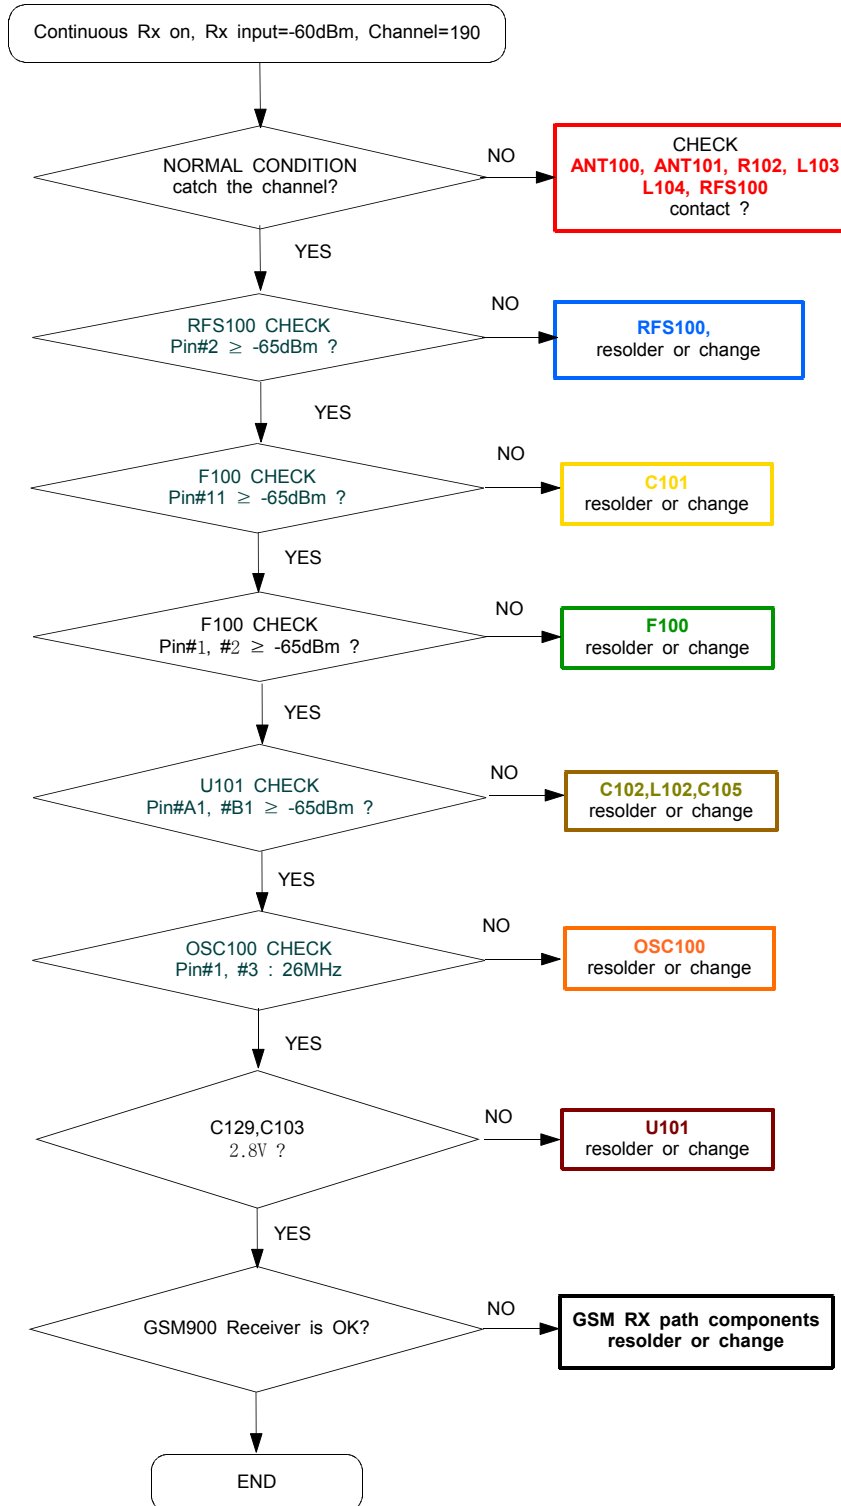 Continuous Rx on, Rx input=-60dBm, Channel=190
NORMAL CONDITION
catch the channel?
NO
CHECK
ANT100, ANT101, R102, L103
L104, RFS100
contact ?
YES
RFS100 CHECK
Pin#2 ≥ -65dBm ?
NO
RFS100,
resolder or change
YES
F100 CHECK
Pin#11 ≥ -65dBm ?
NO
C101
resolder or change
YES
F100 CHECK
Pin#1, #2 ≥ -65dBm ?
NO
F100
resolder or change
YES
U101 CHECK
Pin#A1, #B1 ≥ -65dBm ?
NO
C102,L102,C105
resolder or change
YES
OSC100 CHECK
Pin#1, #3 : 26MHz
NO
OSC100
resolder or change
YES
C129,C103
2.8V ?
NO
U101
resolder or change
YES
GSM900 Receiver is OK?
NO
GSM RX path components
resolder or change
END